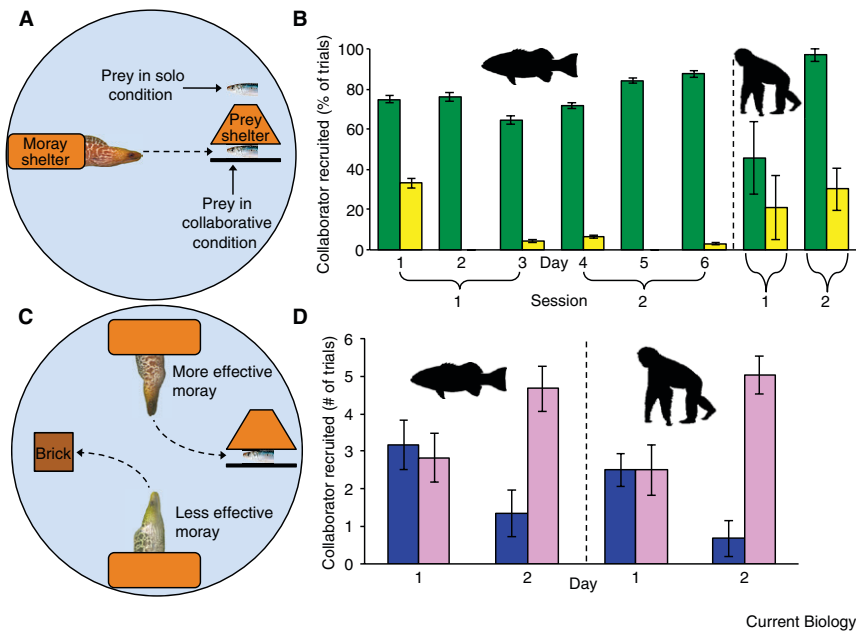 A
Prey in solo
condition
Prey
shelter
Moray
shelter
Prey in
collaborative
condition
B
Collaborator recruited (% of trials)
100
80
60
40
20
0
1 2 3 Day 4 5 6
1 Session 2 1 2
C
More effective
moray
Brick
Less effective
moray
D
Collaborator recruited (# of trials)
6
5
4
3
2
1
0
1 2 Day 1 2
Current Biology